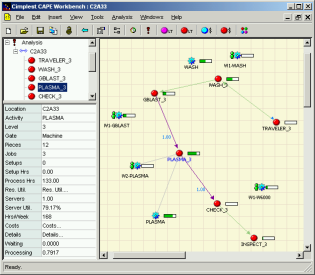 Cimplest CAPE Workbench: C2A33
File Edit Insert View Tools Analysis Windows Help
LT LT $
Analysis
C2A33
TRAVELER_3
WASH_3
GBLAST_3
PLASMA_3
CHECK_3
Location C2A33
Activity PLASMA
Level 3
Gate Machine
Pieces 12
Jobs 3
Setups 0
Setup Hrs 0.00
Process Hrs 133.00
Res. Util. Res. Util...
Servers 1.00
Server Util. 79.17%
Hrs/Week 168
Costs Costs...
Details Details...
Waiting 0.0000
Processing 0.7917
WASH
W1-WASH
GBLAST_3
WASH_3
W1-GBLAST
TRAVELER_3
1.00
PLASMA_3
W2-PLASMA
1.00
W1-W6000
PLASMA
CHECK_3
INSPECT_2
Ready.